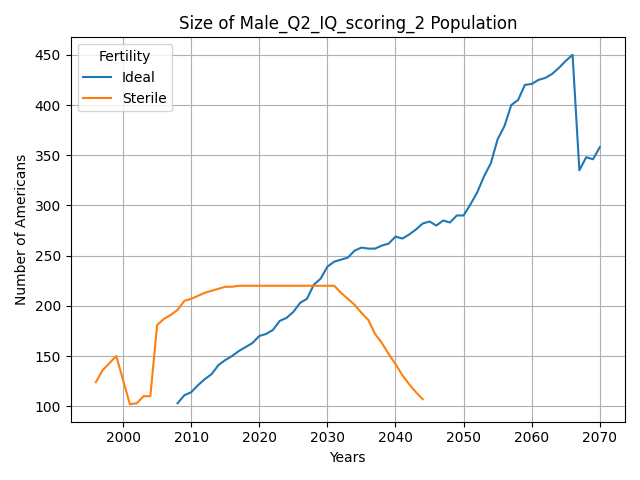 Size of Male_Q2_IQ_scoring_2 Population
Fertility
Ideal
Sterile
Number of Americans
450
400
350
300
250
200
150
100
2000 2010 2020 2030 2040 2050 2060 2070
Years